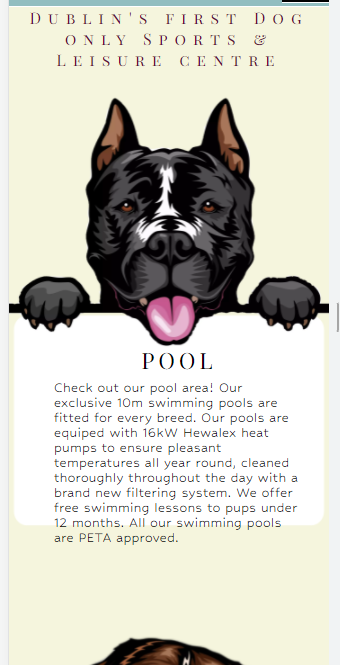 Dublin's first Dog
only Sports &
Leisure centre
POOL
Check out our pool area! Our
exclusive 10m swimming pools are
fitted for every breed. Our pools are
equiped with 16kW Hewalex heat
pumps to ensure pleasant
temperatures all year round, cleaned
thoroughly throughout the day with a
brand new filtering system. We offer
free swimming lessons to pups under
12 months. All our swimming pools
are PETA approved.